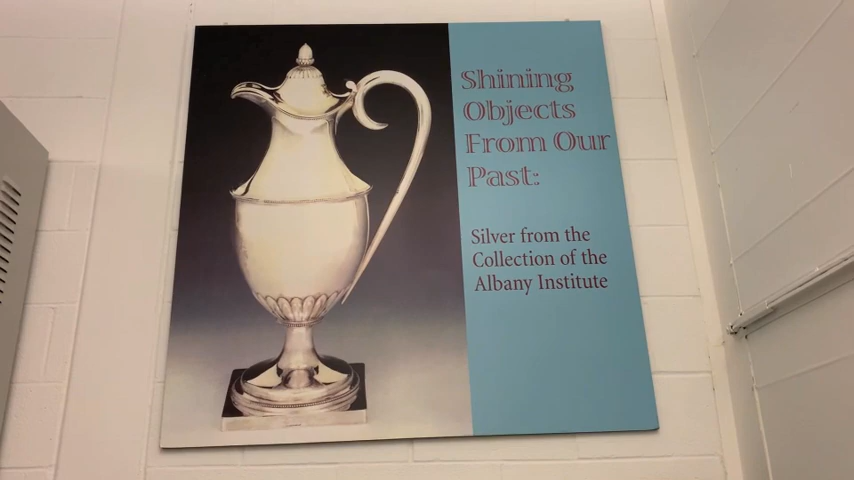 Shining
Objects
From Our
Past:
Silver from the
Collection of the
Albany Institute